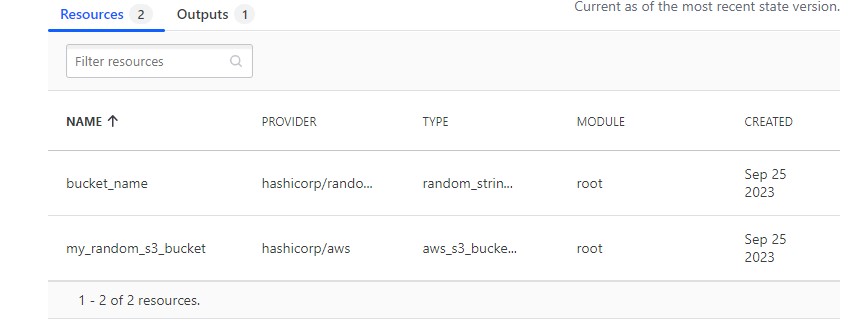 Current as of the most recent state version.
Resources 2 Outputs 1
Filter resources
NAME ↑ PROVIDER TYPE MODULE CREATED
bucket_name hashicorp/rando... random_strin... root Sep 25
2023
my_random_s3_bucket hashicorp/aws aws_s3_bucke... root Sep 25
2023
1 - 2 of 2 resources.